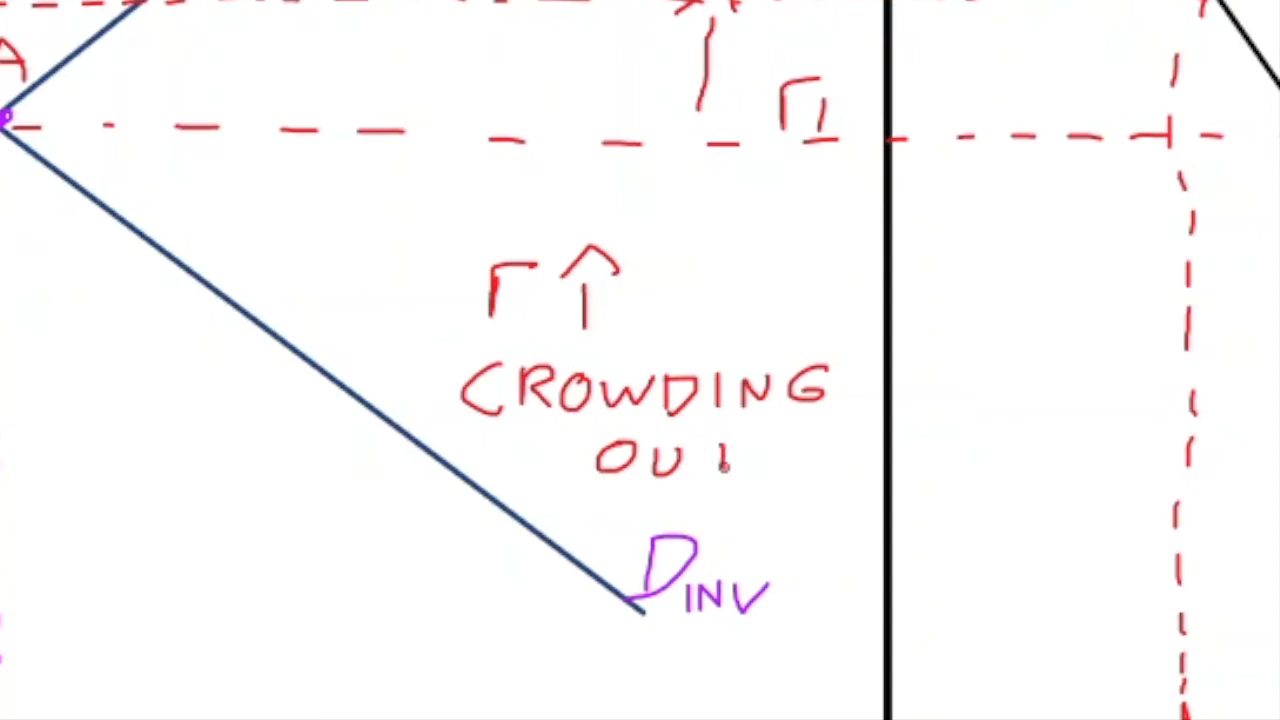 A
r1
r ↑
CROWDING
OUT
DINV